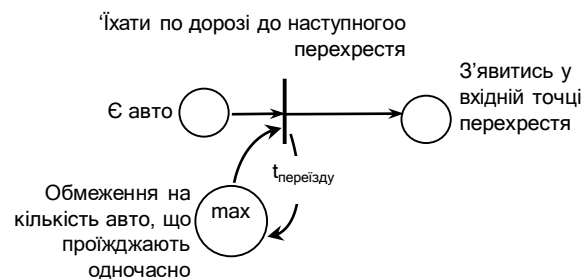 ‘Їхати по дорозі до наступногоо
перехрестя
З’явитись у
вхідній точці
перехрестя
Є авто
tпереїзду
Обмеження на
кількість авто, що
проїжджають
одночасно
max